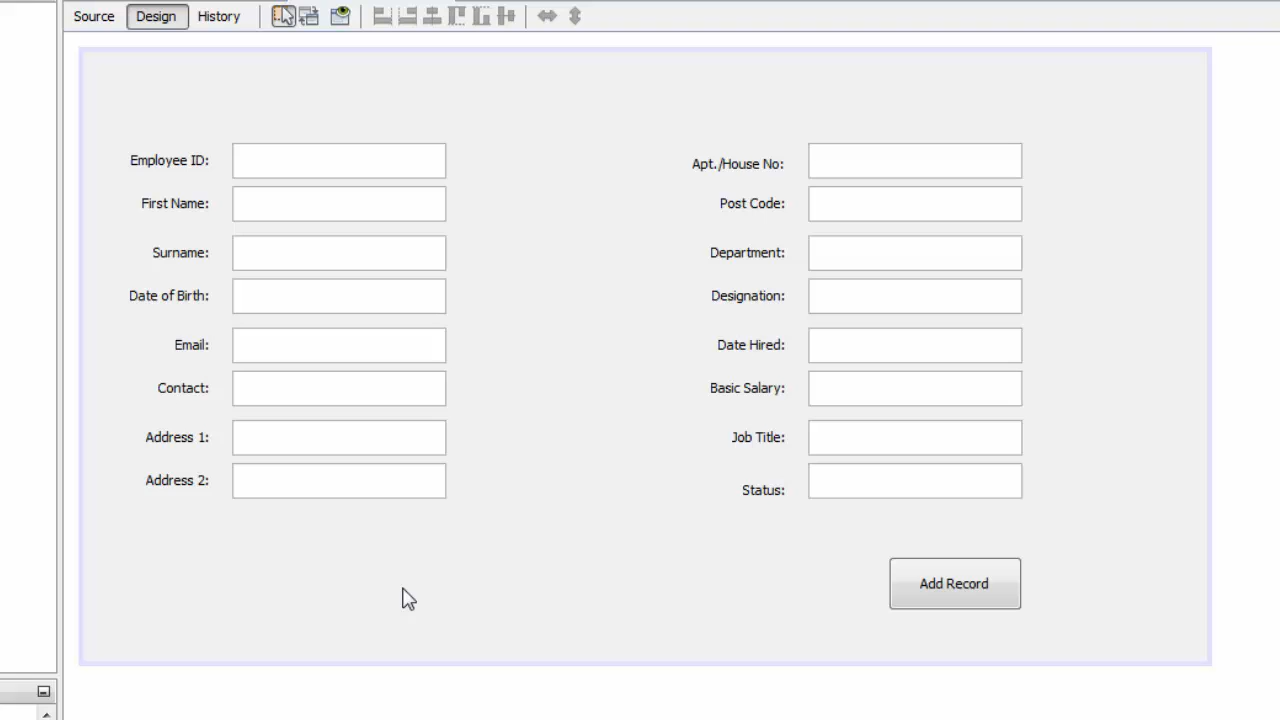 Source Design History
Employee ID:
First Name:
Surname:
Date of Birth:
Email:
Contact:
Address 1:
Address 2:
Apt./House No:
Post Code:
Department:
Designation:
Date Hired:
Basic Salary:
Job Title:
Status:
Add Record